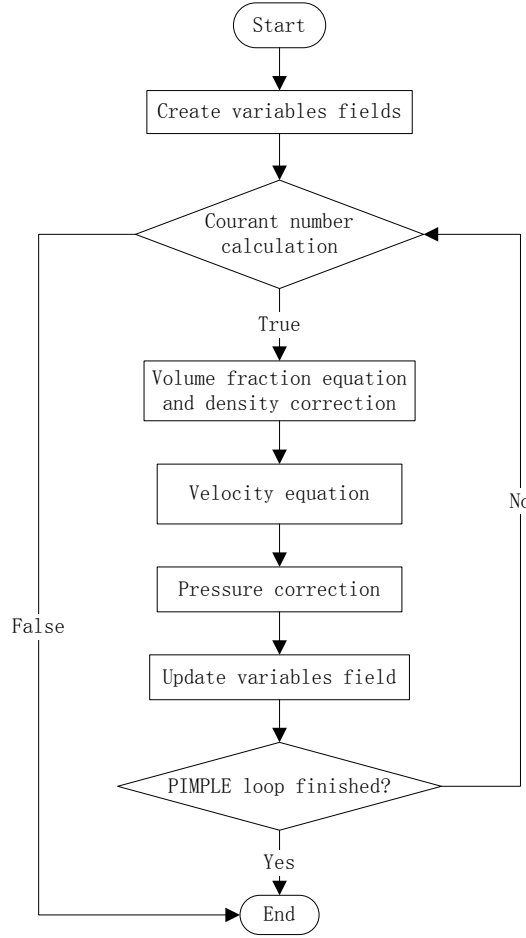 Start
Create variables fields
Courant number
calculation
True
Volume fraction equation
and density correction
Velocity equation
No
Pressure correction
False
Update variables field
PIMPLE loop finished?
Yes
End